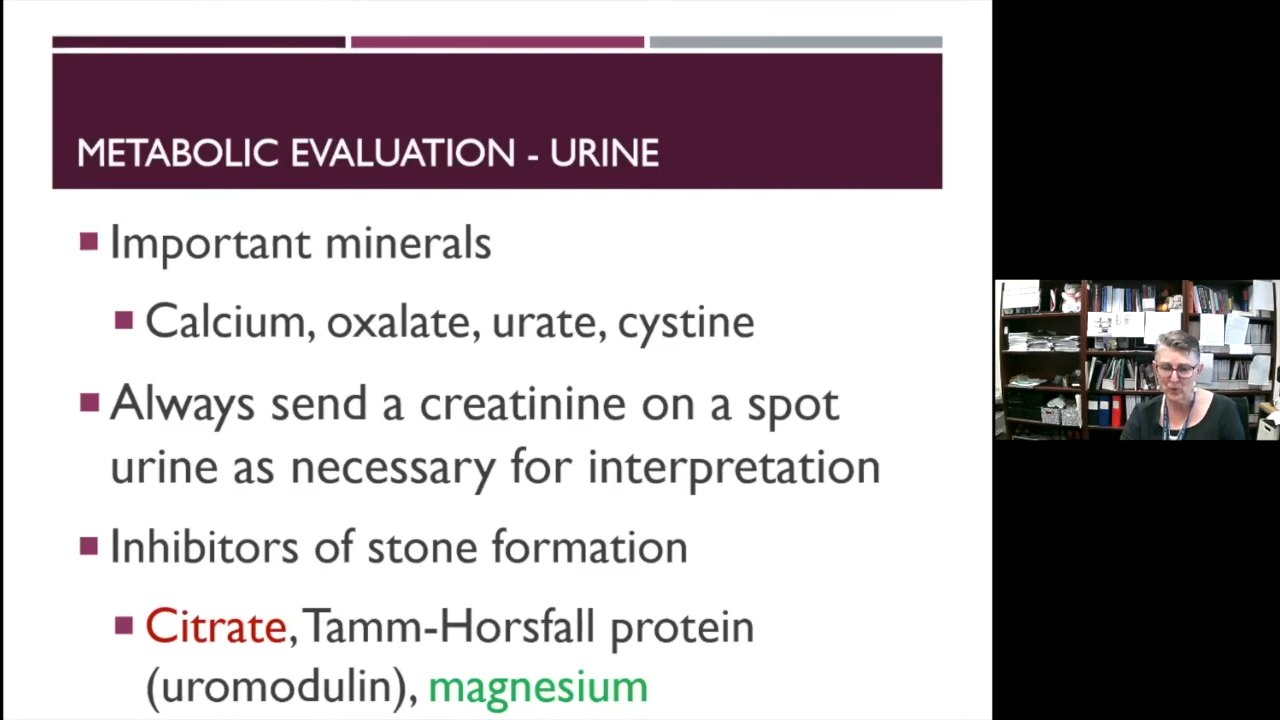 METABOLIC EVALUATION - URINE
Important minerals
Calcium, oxalate, urate, cystine
Always send a creatinine on a spot
urine as necessary for interpretation
Inhibitors of stone formation
Citrate, Tamm-Horsfall protein
(uromodulin), magnesium